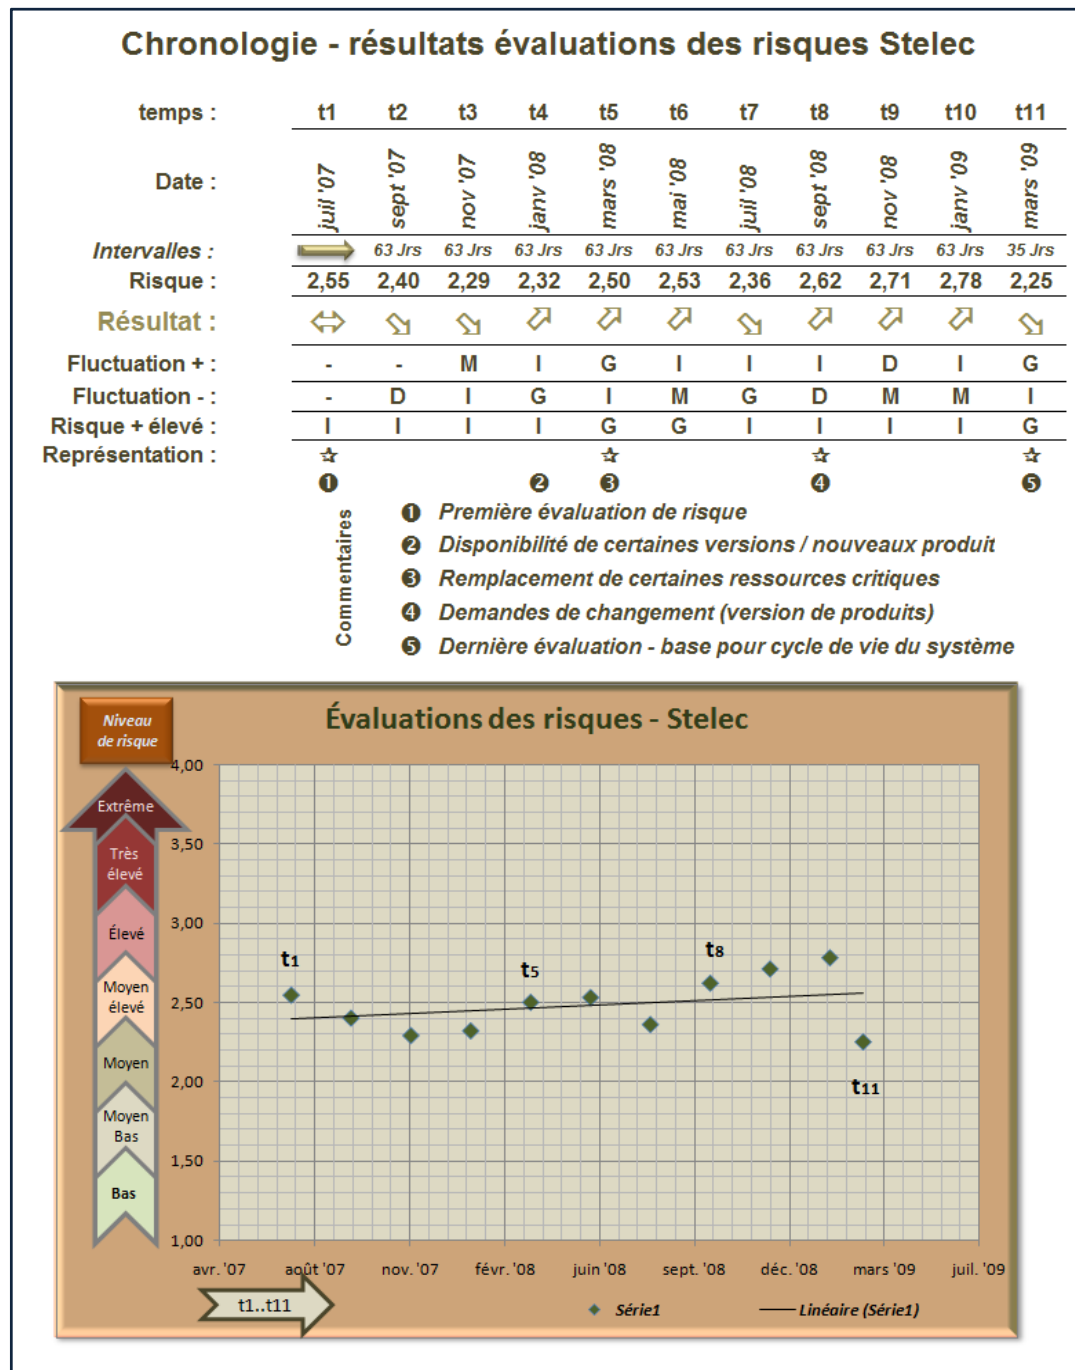 Chronologie - résultats évaluations des risques Stelec
temps : t1 t2 t3 t4 t5 t6 t7 t8 t9 t10 t11
Date : juil '07 sept '07 nov '07 janv '08 mars '08 mai '08 juil '08 sept '08 nov '08 janv '09 mars '09
Intervalles : 63 Jrs 63 Jrs 63 Jrs 63 Jrs 63 Jrs 63 Jrs 63 Jrs 63 Jrs 63 Jrs 35 Jrs
Risque : 2,55 2,40 2,29 2,32 2,50 2,53 2,36 2,62 2,71 2,78 2,25
Résultat :
Fluctuation + : - - M I G I I I D I G
Fluctuation - : - D I G I M G D M M I
Risque + élevé : I I I I G G I I I I G
Représentation :
❶ ❷ ❸ ❹ ❺
Commentaires
❶ Première évaluation de risque
❷ Disponibilité de certaines versions / nouveaux produit
❸ Remplacement de certaines ressources critiques
❹ Demandes de changement (version de produits)
❺ Dernière évaluation - base pour cycle de vie du système
Niveau
de risque
Évaluations des risques - Stelec
4,00
Extrême
3,50
Très
élevé
3,00
Élevé
t1
t5
t8
Moyen
élevé
2,50
Moyen
2,00
t11
Moyen
Bas
1,50
Bas
1,00
avr. '07 août '07 nov. '07 févr. '08 juin '08 sept. '08 déc. '08 mars '09 juil. '09
t1..t11
Série1 Linéaire (Série1)